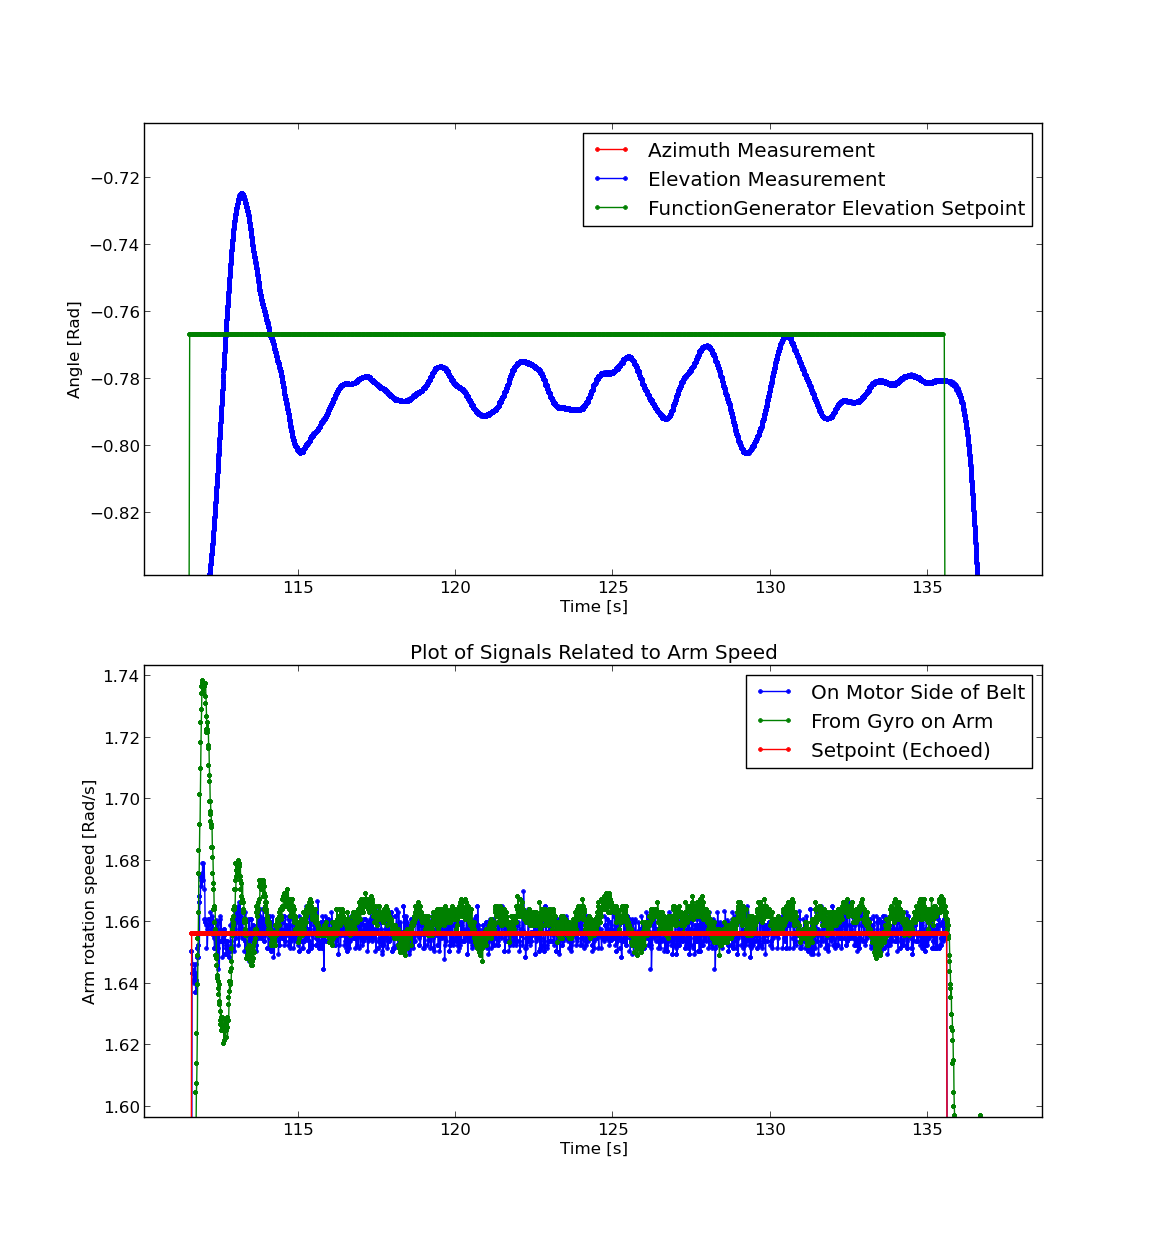 Azimuth Measurement
Elevation Measurement
FunctionGenerator Elevation Setpoint
−0.72
−0.74
−0.76
−0.78
−0.80
−0.82
Angle [Rad]
115 120 125 130 135
Time [s]
Plot of Signals Related to Arm Speed
On Motor Side of Belt
From Gyro on Arm
Setpoint (Echoed)
1.74
1.72
1.70
1.68
1.66
1.64
1.62
1.60
Arm rotation speed [Rad/s]
115 120 125 130 135
Time [s]